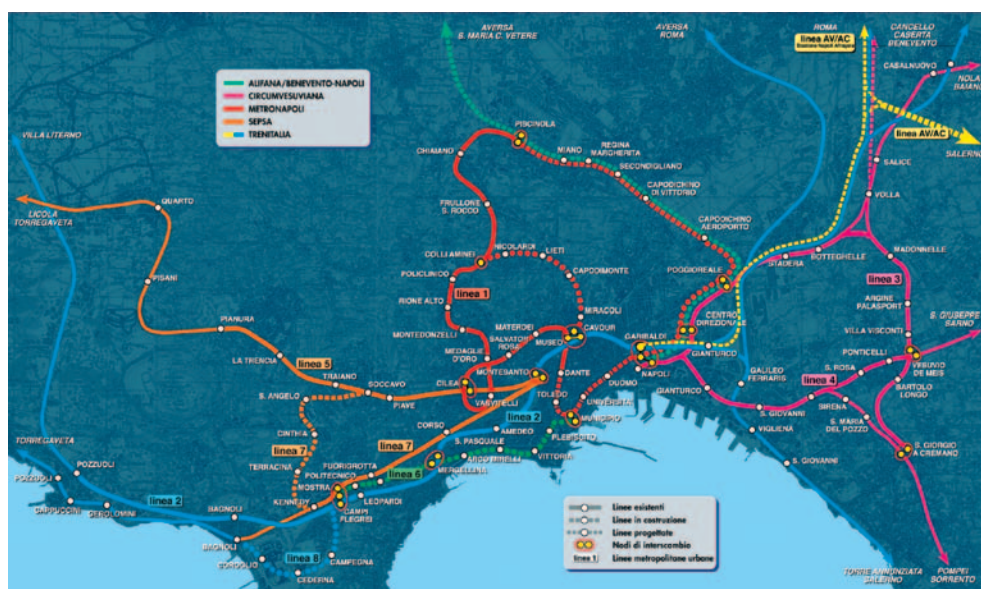 AVERSA
S. MARIA C. VETERE
AVERSA
ROMA
ROMA
linea AV/AC
CANCELLO
CASERTA
BENEVENTO
CASALNUOVO
NOLA
BAIANO
ALIFANA/BENEVENTO-NAPOLI
CIRCUMVESUVIANA
METRONAPOLI
SEPSA
TRENITALIA
VILLA LITERNO
PISCINOLA
linea AV/AC
SALERNO
CHIAIANO
MIANO
REGINA
MARGHERITA
SECONDIGLIANO
SALICE
CAPODICHINO
DI VITTORIO
VOLLA
QUARTO
LICOLA
TORREGAVETA
FRULLONE
S. ROCCO
CAPODICHINO
AEROPORTO
COLLI AMINEI
NICOLARDI
LIETI
MADONNELLE
BOTTEGHELLE
STADERA
POGGIOREALE
PISANI
POLICLINICO
CAPODIMONTE
linea 3
RIONE ALTO
linea 1
ARGINE
PALASPORT
S. GIUSEPPE
SARNO
MIRACOLI
CENTRO
DIREZIONALE
PIANURA
MONTEDONZELLI
MATERDEI
SALVATOR
ROSA
MUSEO
CAVOUR
GARIBALDI
GIANTURCO
VILLA VISCONTI
LA TRENCIA
linea 5
MEDAGLIE
D'ORO
MONTESANTO
DANTE
DUOMO
NAPOLI
PONTICELLI
VESUVIO
DE MEIS
TRAIANO
SOCCAVO
CILEA
S. ROSA
linea 4
GALILEO
FERRARIS
GIANTURCO
BARTOLO
LONGO
S. ANGELO
PIAVE
VANVITELLI
TOLEDO
UNIVERSITA'
MUNICIPIO
S. GIOVANNI
BIRENA
S. MARIA
DEL POZZO
linea 2
CORSO
AMEDEO
PLEBISCITO
VIGLIENA
CINTHIA
linea 7
S. PASQUALE
VITTORIA
S. GIORGIO
A CREMANO
TORREGAVETA
TERRACINA
FUORIGROTTA
POLITECNICO
linea 7
linea 6
ARCO MIRELLI
MERGELLINA
S. GIOVANNI
POZZUOLI
POZZUOLI
MOSTRA
LEOPARDI
CAPPUCCINI
GEROLOMINI
linea 2
BAGNOLI
KENNEDY
CAMPI
FLEGREI
Linee esistenti
Linee in costruzione
Linee progettate
Nodi di interscambio
linea 1
Linee metropolitane urbane
BAGNOLI
COROGLIO
linea 8
CAMPEGNA
CEDERNA
TORRE ANNUNZIATA
SALERNO
POMPEI
SORRENTO